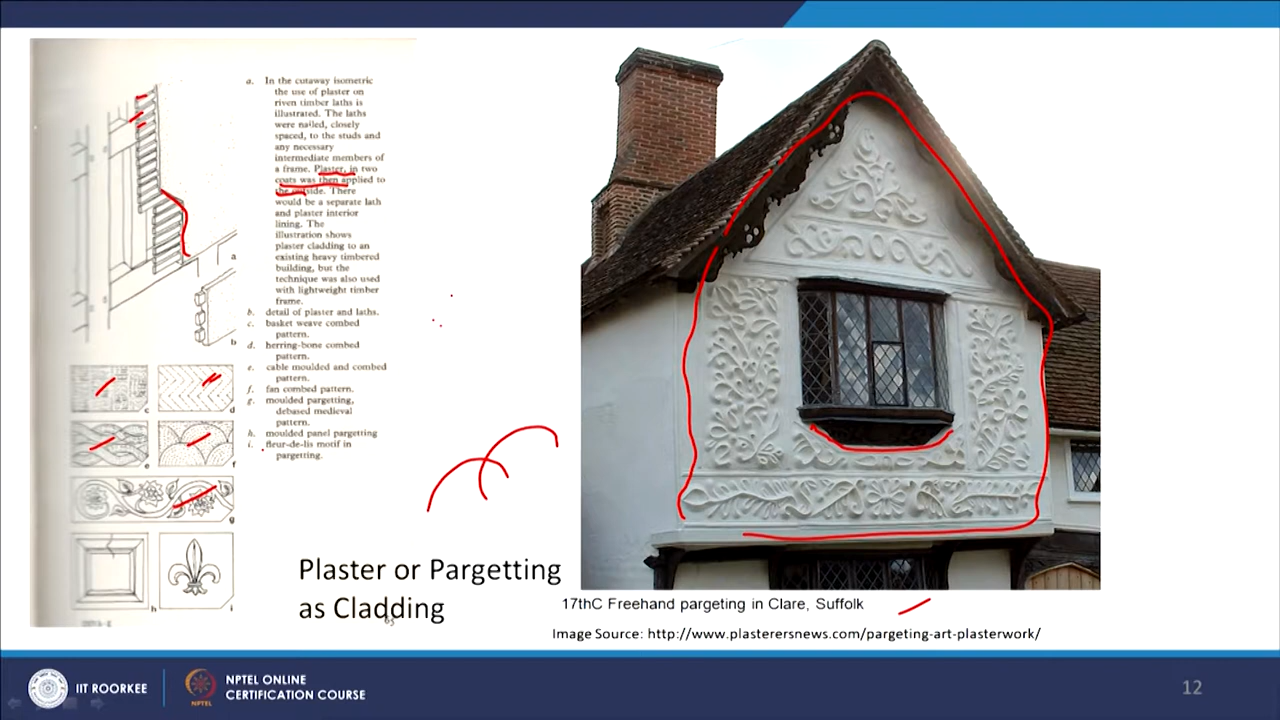 a. In the cutaway isometric
the use of plaster on
riven timber laths is
illustrated. The laths
were nailed, closely
spaced, to the studs and
any necessary
intermediate members of
a frame. Plaster, in two
coats was then applied to
the outside. There
would be a separate lath
and plaster interior
lining. The
illustration shows
plaster cladding to an
existing heavy timbered
building, but the
technique was also used
with lightweight timber
frame.
b. detail of plaster and laths.
c. basket weave combed
pattern.
d. herring-bone combed
pattern.
e. cable moulded and combed
pattern.
f. fan combed pattern.
g. moulded pargetting,
debased medieval
pattern.
h. moulded panel pargetting
i. fleur-de-lis motif in
pargetting.
a
b
c
d
e
f
g
h
i
Plaster or Pargetting
as Cladding
17thC Freehand pargeting in Clare, Suffolk
Image Source: http://www.plasterersnews.com/pargeting-art-plasterwork/
IIT ROORKEE
NPTEL
NPTEL ONLINE
CERTIFICATION COURSE
12